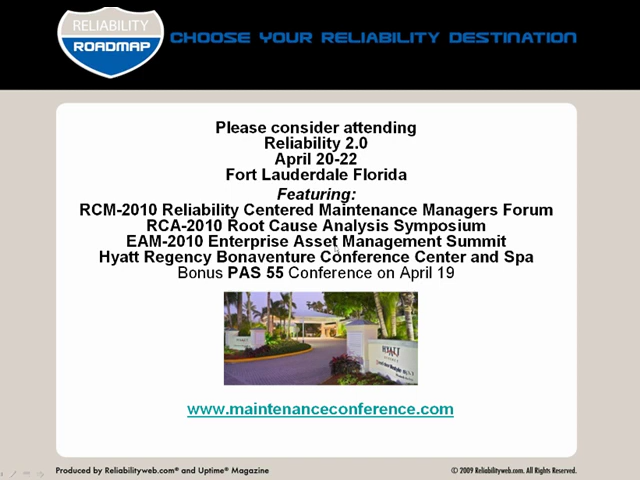 RELIABILITY
ROADMAP
CHOOSE YOUR RELIABILITY DESTINATION
Please consider attending
Reliability 2.0
April 20-22
Fort Lauderdale Florida
Featuring:
RCM-2010 Reliability Centered Maintenance Managers Forum
RCA-2010 Root Cause Analysis Symposium
EAM-2010 Enterprise Asset Management Summit
Hyatt Regency Bonaventure Conference Center and Spa
Bonus PAS 55 Conference on April 19
HYATT
www.maintenanceconference.com
Produced by Reliabilityweb.com® and Uptime® Magazine
© 2009 Reliabilityweb.com. All Rights Reserved.